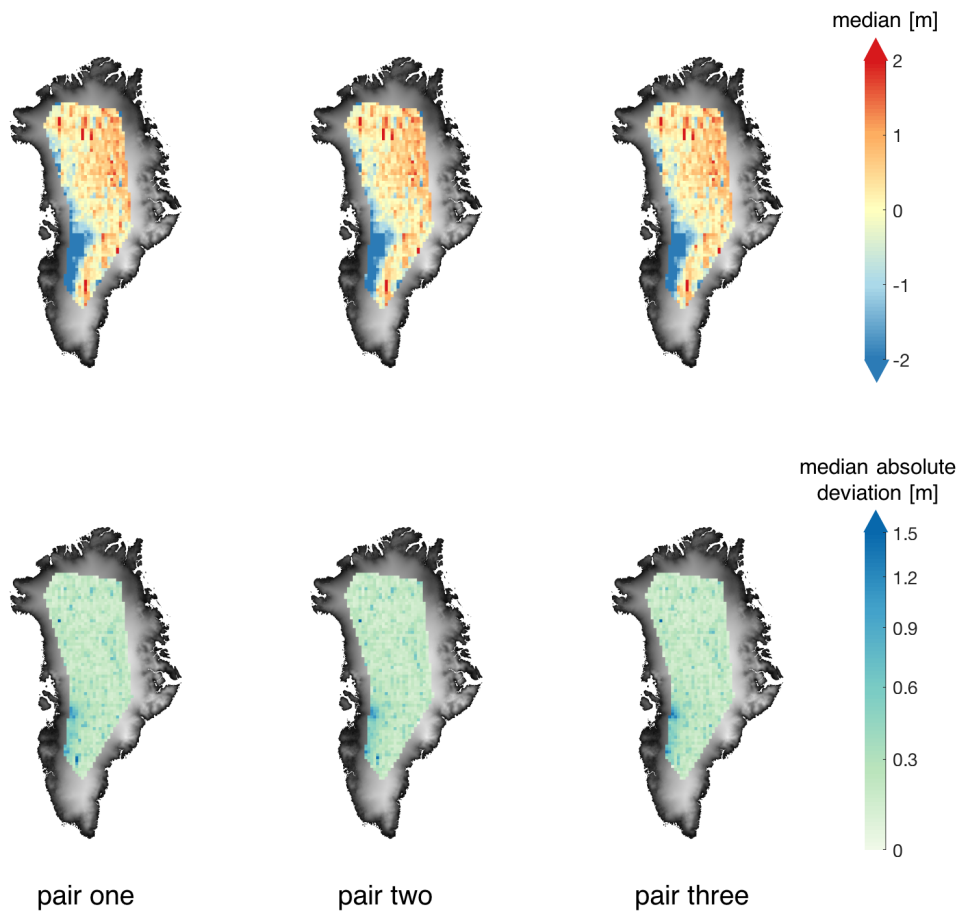 median [m]
2
1
0
-1
-2
median absolute
deviation [m]
1.5
1.2
0.9
0.6
0.3
0
pair one
pair two
pair three